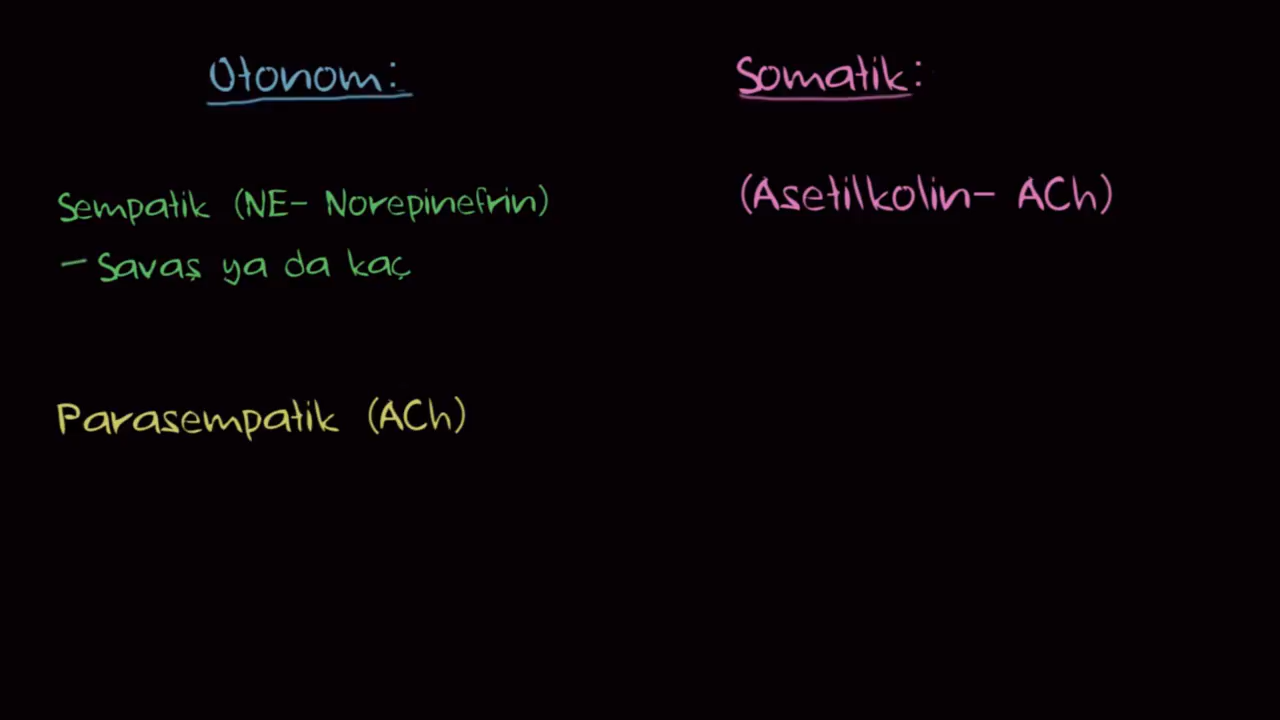 Otonom:
Sempatik (NE- Norepinefrin)
- Savaş ya da kaç
Parasempatik (ACh)
Somatik:
(Asetilkolin- ACh)